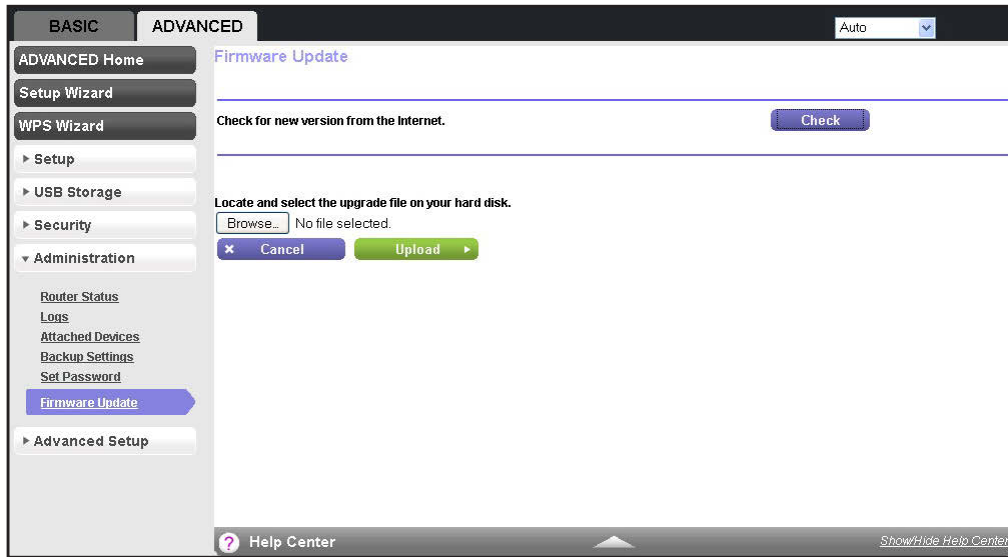 BASIC
ADVANCED
Auto
ADVANCED Home
Setup Wizard
WPS Wizard
Setup
USB Storage
Security
Administration
Router Status
Logs
Attached Devices
Backup Settings
Set Password
Firmware Update
Advanced Setup
Firmware Update
Check for new version from the Internet.
Check
Locate and select the upgrade file on your hard disk.
Browse... No file selected.
Cancel
Upload
? Help Center
Show/Hide Help Center